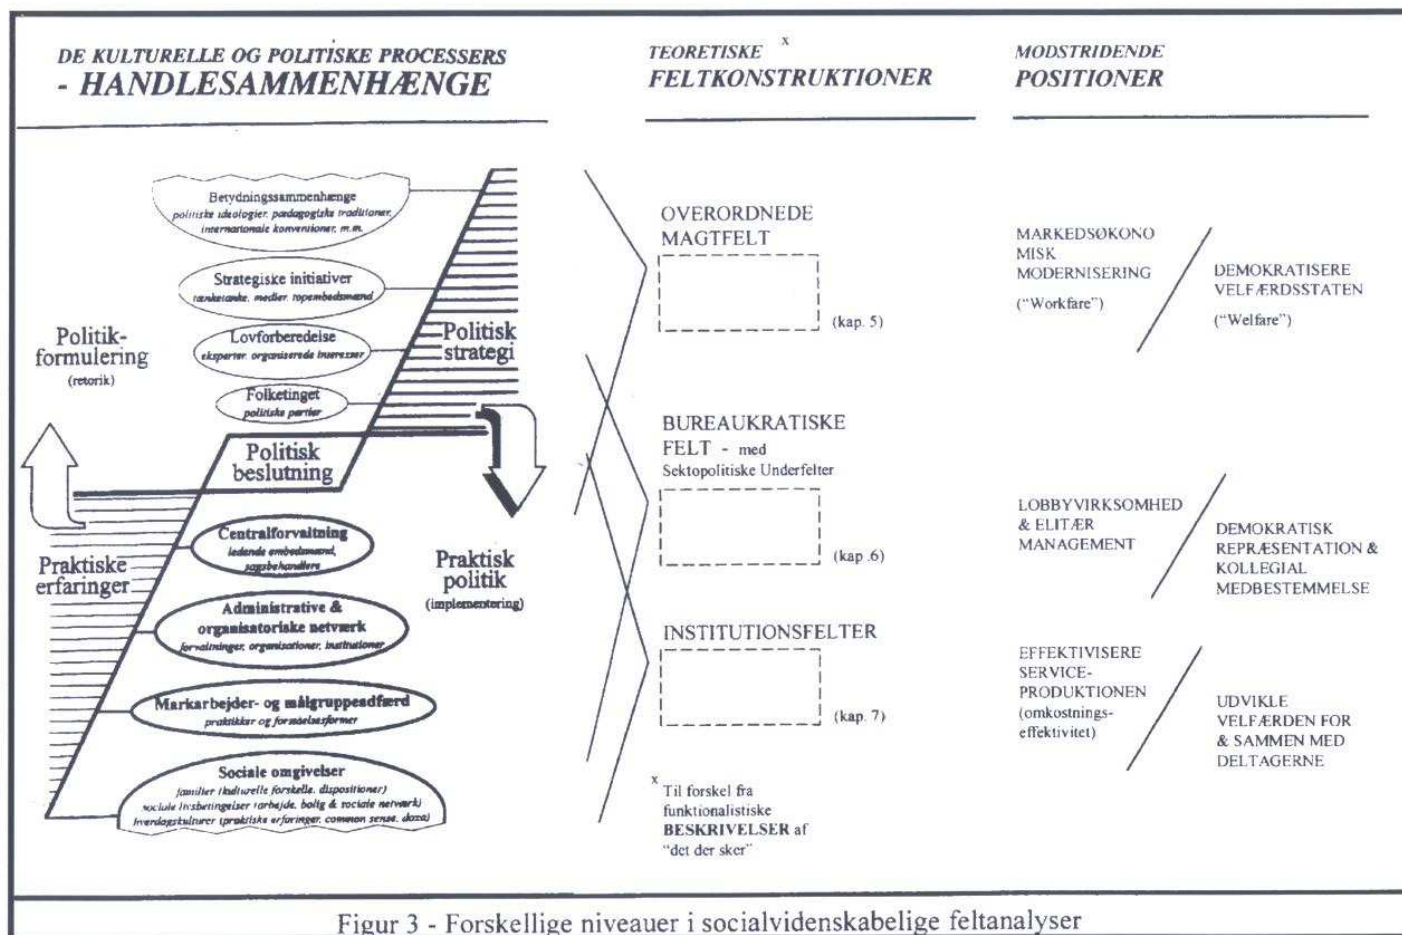 DE KULTURELLE OG POLITISKE PROCESSERS
- HANDLESAMMENHÆNGE
TEORETISKE x
FELTKONSTRUKTIONER
MODSTRIDENDE
POSITIONER
Betydningssammenhænge
politiske ideologier, pædagogiske traditioner,
internationale konventioner, m.m.
Strategiske initiativer
tænketanke, medier, topembedsmænd
Lovforberedelse
eksperter, organiserede interesser
Folketinget
politiske partier
Politik-
formulering
(retorik)
Politisk
strategi
Politisk
beslutning
Praktiske
erfaringer
Centralforvaltning
ledende embedsmænd,
sagsbehandlere
Administrative &
organisatoriske netværk
forvaltninger, organisationer, institutioner
Markarbejder- og målgruppeadfærd
praktikker og forståelsesformer
Sociale omgivelser
familier (kulturelle forskelle, dispositioner)
sociale livsbetingelser (arbejde, bolig & sociale netværk)
hverdagskulturer (praktiske erfaringer, common sense, doxa)
Praktisk
politik
(implementering)
OVERORDNEDE
MAGTFELT
(kap. 5)
BUREAUKRATISKE
FELT - med
Sektopolitiske Underfelter
(kap .6)
INSTITUTIONSFELTER
(kap. 7)
x Til forskel fra
funktionalistiske
BESKRIVELSER af
“det der sker”
MARKEDSØKONO
MISK
MODERNISERING
(“Workfare”)
DEMOKRATISERE
VELFÆRDSSTATEN
(“Welfare”)
LOBBYVIRKSOMHED
& ELITÆR
MANAGEMENT
DEMOKRATISK
REPRÆSENTATION &
KOLLEGIAL
MEDBESTEMMELSE
EFFEKTIVISERE
SERVICE-
PRODUKTIONEN
(omkostnings-
effektivitet)
UDVIKLE
VELFÆRDEN FOR
& SAMMEN MED
DELTAGERNE
Figur 3 - Forskellige niveauer i socialvidenskabelige feltanalyser